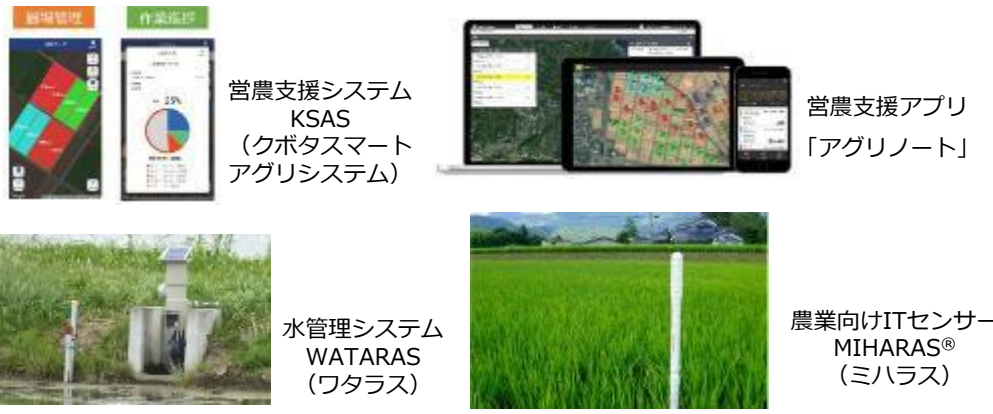 圃場管理
作業進捗
25%
営農支援システム
KSAS
（クボタスマート
アグリシステム）
営農支援アプリ
「アグリノート」
水管理システム
WATARAS
（ワタラス）
農業向けITセンサー
MIHARAS®
（ミハラス）